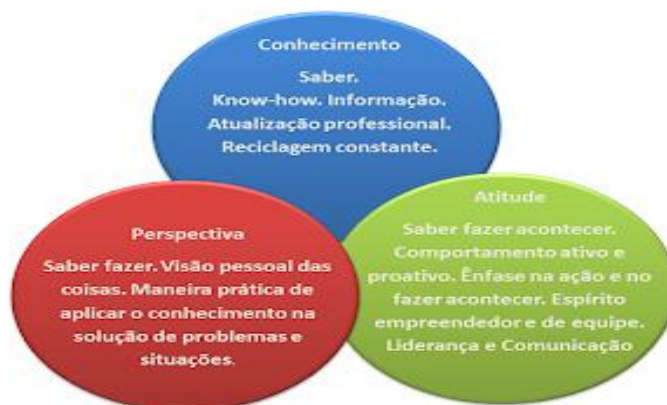 Conhecimento
Saber.
Know-how. Informação.
Atualização professional.
Reciclagem constante.
Perspectiva
Saber fazer. Visão pessoal das
coisas. Maneira prática de
aplicar o conhecimento na
solução de problemas e
situações.
Atitude
Saber fazer acontecer.
Comportamento ativo e
proativo. Ênfase na ação e no
fazer acontecer. Espírito
empreendedor e de equipe.
Liderança e Comunicação